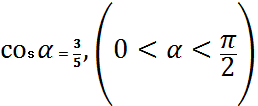 cos α = 3/5, (0 < α < π/2)